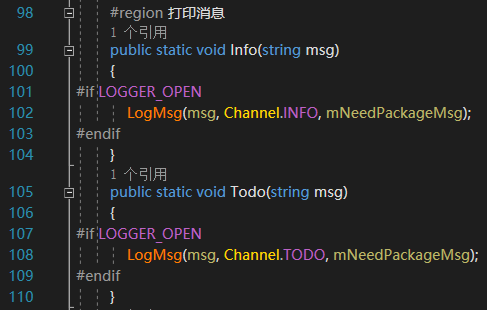 98 #region 打印消息
1 个引用
99 public static void Info(string msg)
100 {
101 #if LOGGER_OPEN
102 LogMsg(msg, Channel.INFO, mNeedPackageMsg);
103 #endif
104 }
1 个引用
105 public static void Todo(string msg)
106 {
107 #if LOGGER_OPEN
108 LogMsg(msg, Channel.TODO, mNeedPackageMsg);
109 #endif
110 }